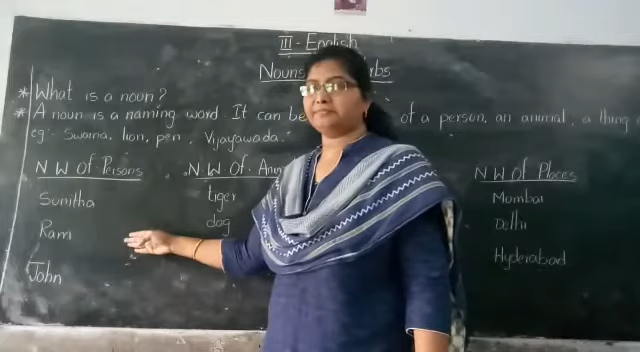 III - English
Nouns
* What is a noun?
* A noun is a naming word. It can be of a person, an animal, a thing
eg:- Swarna, lion, pen, Vijayawada.
N W of Persons N W of N W of Places
Sunitha tiger Mumbai
Ram dog Delhi
John Hyderabad